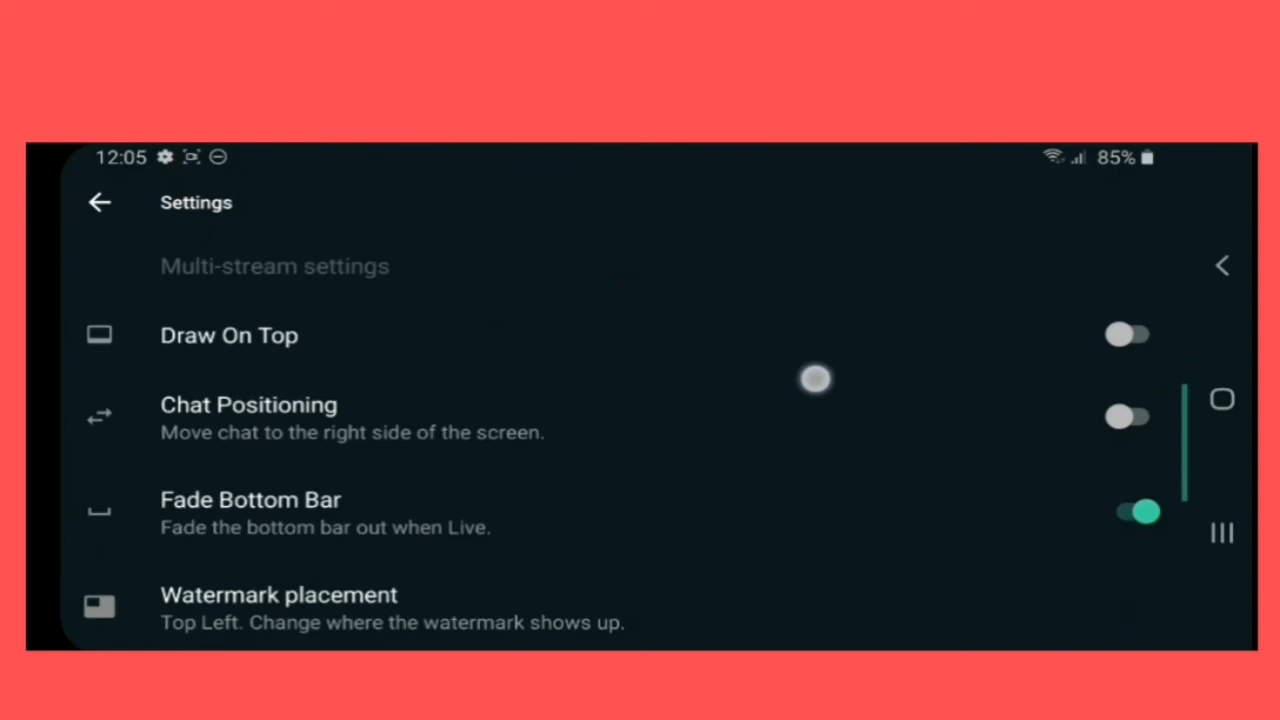 12:05
85%
Settings
Multi-stream settings
Draw On Top
Chat Positioning
Move chat to the right side of the screen.
Fade Bottom Bar
Fade the bottom bar out when Live.
Watermark placement
Top Left. Change where the watermark shows up.